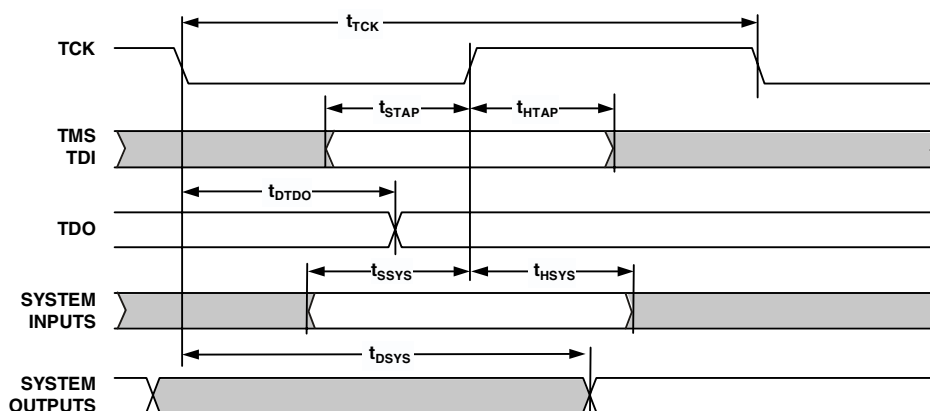 tTCK
TCK
tSTAP
tHTAP
TMS
TDI
tDTDO
TDO
tSSYS
tHSYS
SYSTEM
INPUTS
tDSYS
SYSTEM
OUTPUTS